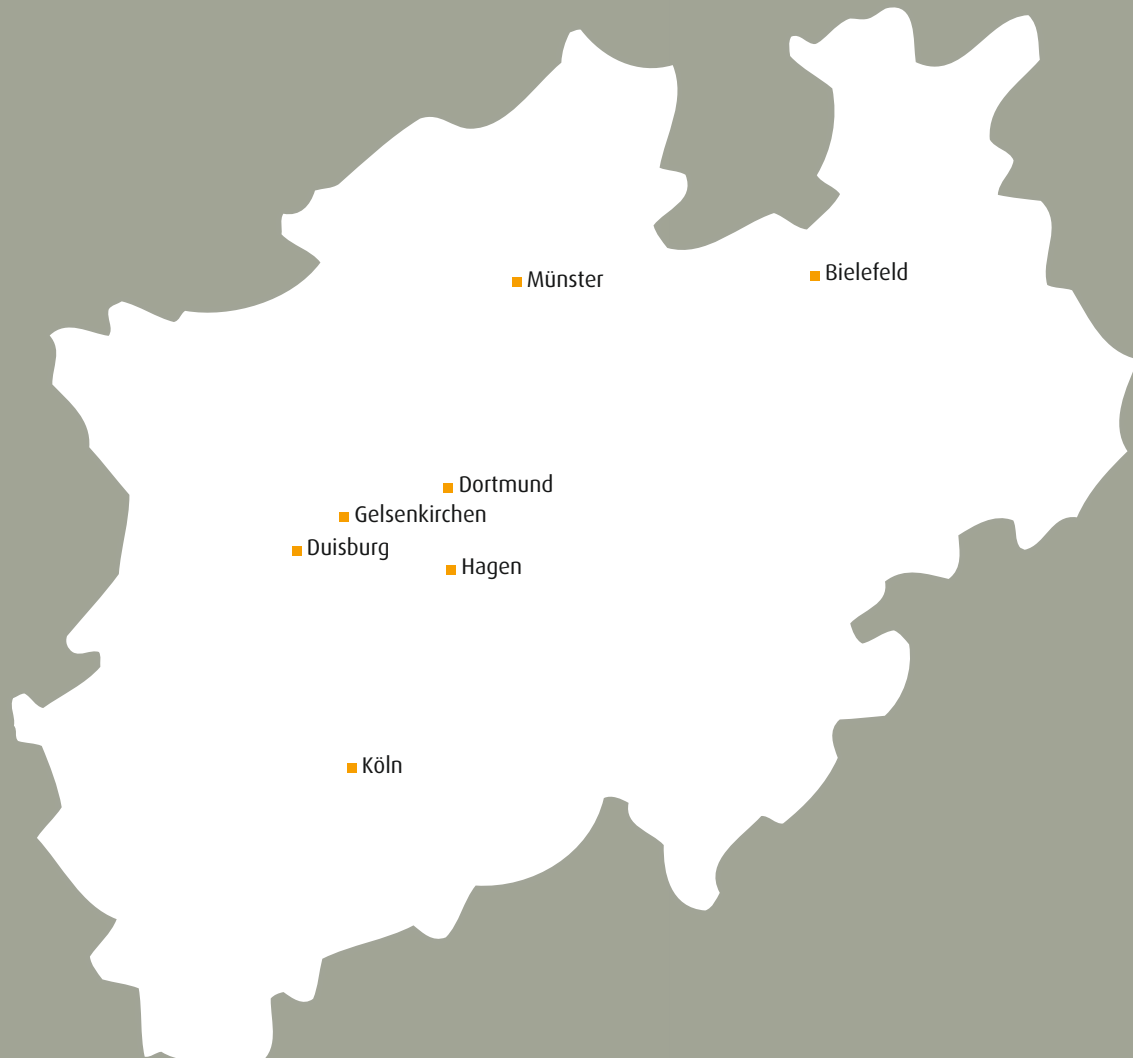 Bielefeld
Münster
Dortmund
Gelsenkirchen
Duisburg
Hagen
Köln